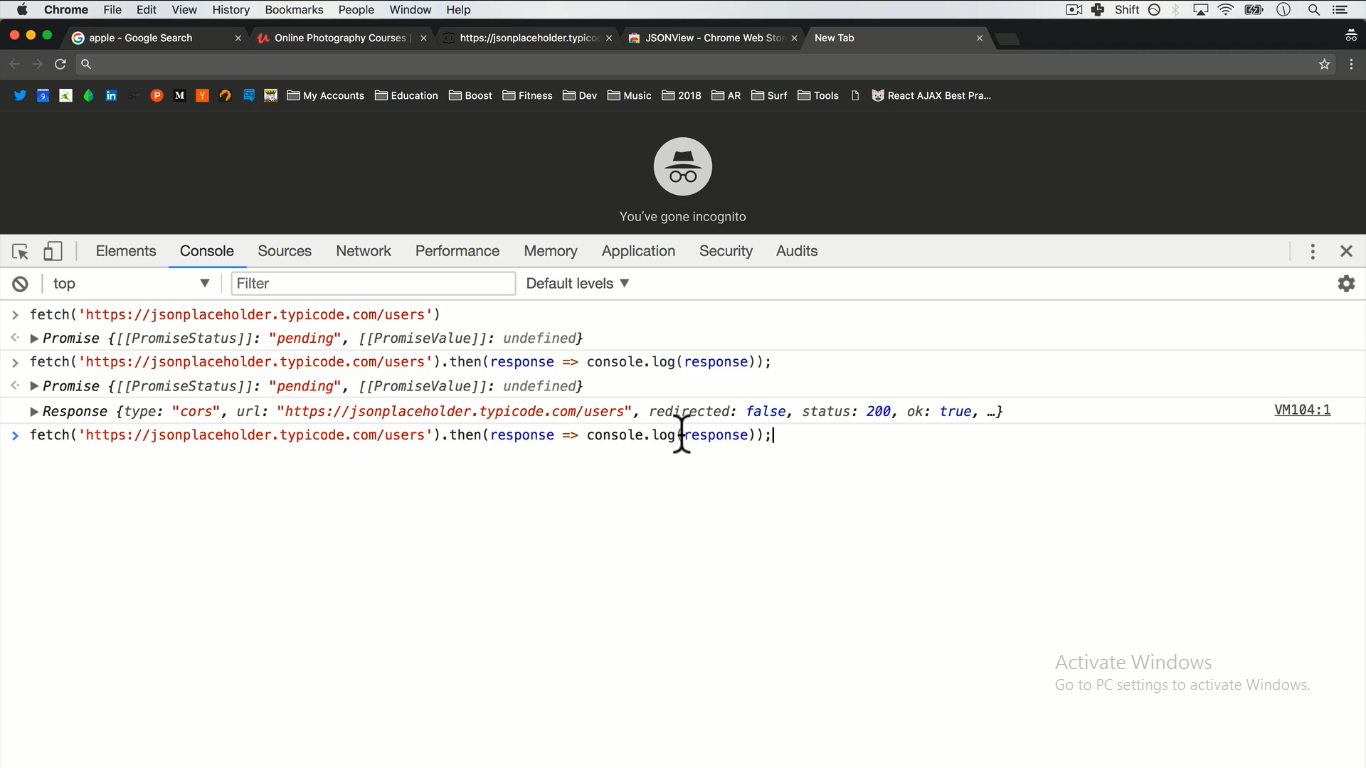 Chrome File Edit View History Bookmarks People Window Help Shift
apple - Google Search × Online Photography Courses | × https://jsonplaceholder.typico × JSONView - Chrome Web Stor × New Tab ×
My Accounts Education Boost Fitness Dev Music 2018 AR Surf Tools React AJAX Best Pra...
You've gone incognito
Elements Console Sources Network Performance Memory Application Security Audits
top ▼ Filter Default levels ▼
> fetch('https://jsonplaceholder.typicode.com/users')
<· ▶Promise {[[PromiseStatus]]: "pending", [[PromiseValue]]: undefined}
> fetch('https://jsonplaceholder.typicode.com/users').then(response => console.log(response));
<· ▶Promise {[[PromiseStatus]]: "pending", [[PromiseValue]]: undefined}
▶Response {type: "cors", url: "https://jsonplaceholder.typicode.com/users", redirected: false, status: 200, ok: true, …} VM104:1
> fetch('https://jsonplaceholder.typicode.com/users').then(response => console.log(response));
Activate Windows
Go to PC settings to activate Windows.